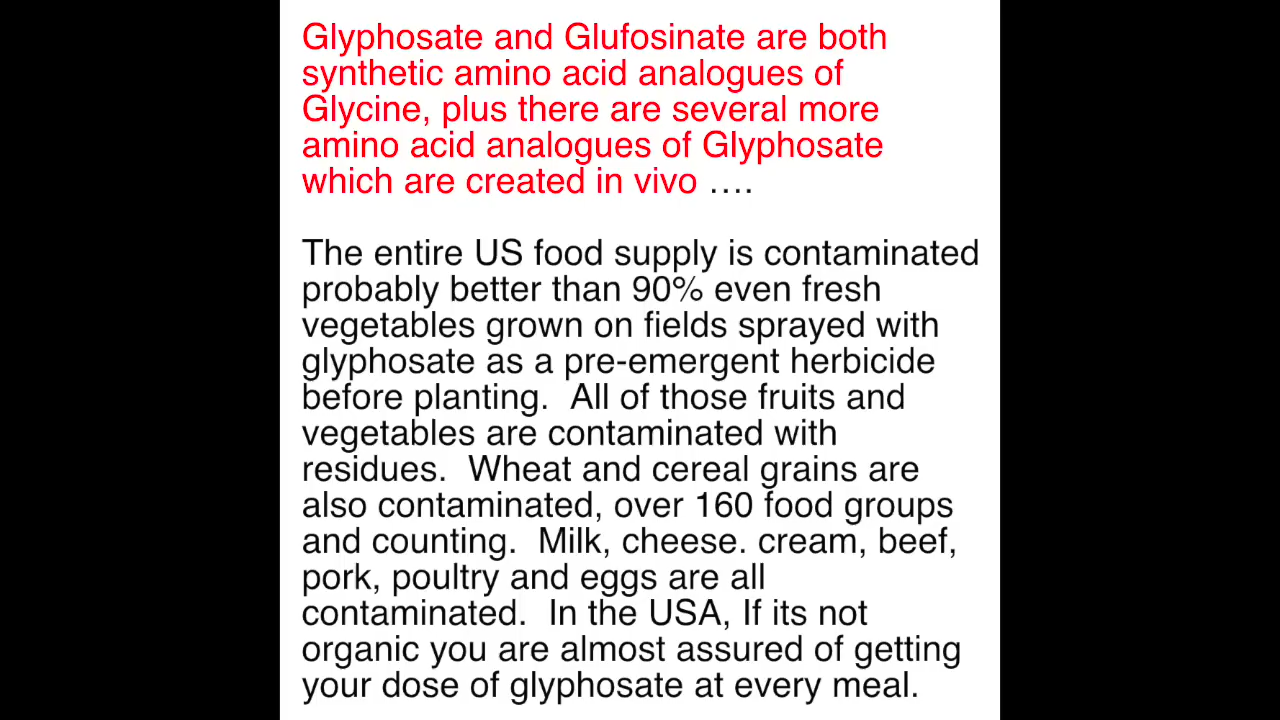 Glyphosate and Glufosinate are both
synthetic amino acid analogues of
Glycine, plus there are several more
amino acid analogues of Glyphosate
which are created in vivo ....
The entire US food supply is contaminated
probably better than 90% even fresh
vegetables grown on fields sprayed with
glyphosate as a pre-emergent herbicide
before planting.  All of those fruits and
vegetables are contaminated with
residues.  Wheat and cereal grains are
also contaminated, over 160 food groups
and counting.  Milk, cheese. cream, beef,
pork, poultry and eggs are all
contaminated.  In the USA, If its not
organic you are almost assured of getting
your dose of glyphosate at every meal.